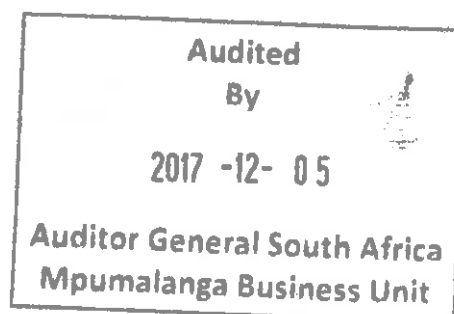 Audited
By
2017 -12- 05
Auditor General South Africa
Mpumalanga Business Unit